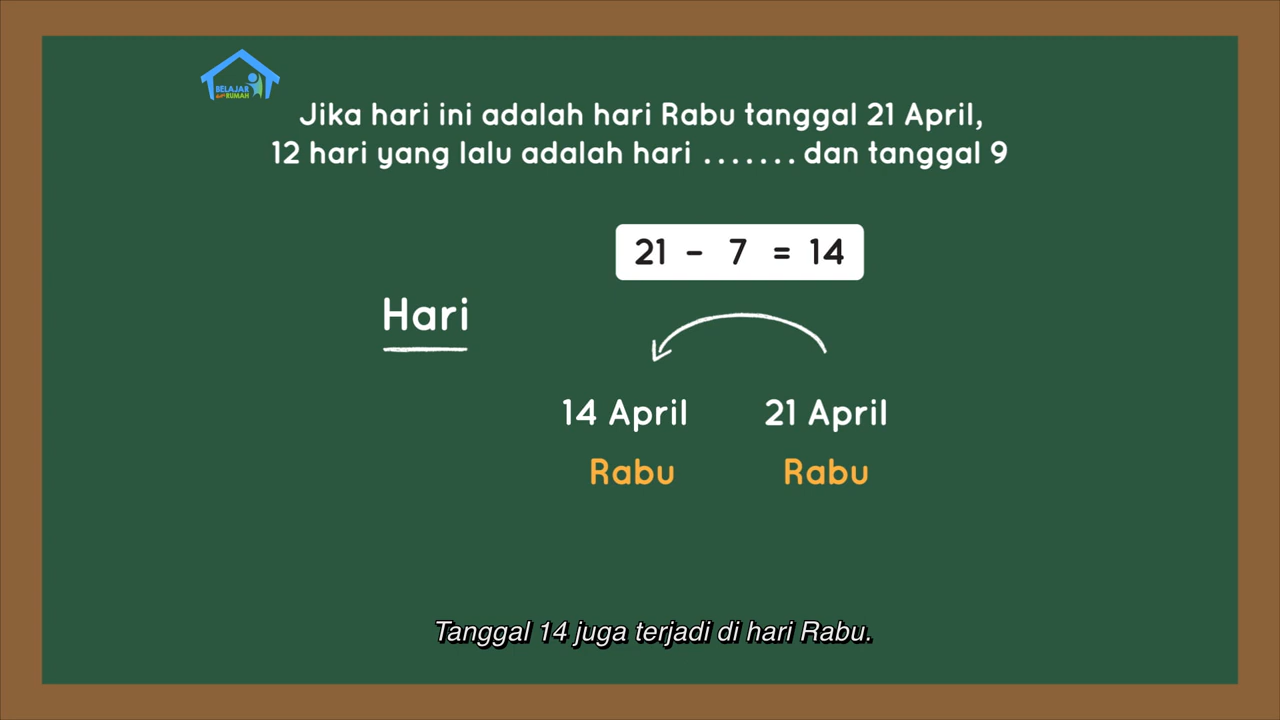 BELAJAR
dari RUMAH
Jika hari ini adalah hari Rabu tanggal 21 April,
12 hari yang lalu adalah hari ....... dan tanggal 9
21 - 7 = 14
Hari
14 April 21 April
Rabu Rabu
Tanggal 14 juga terjadi di hari Rabu.